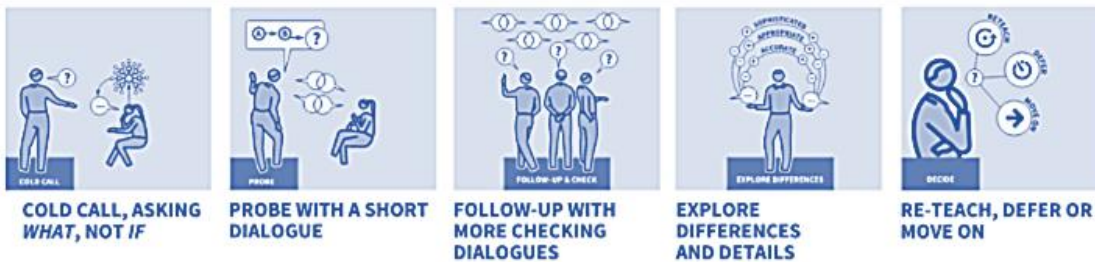 ?
COLD CALL
COLD CALL, ASKING
WHAT, NOT IF
A B ?
PROBE
PROBE WITH A SHORT
DIALOGUE
? ? ?
FOLLOW-UP & CHECK
FOLLOW-UP WITH
MORE CHECKING
DIALOGUES
SOPHISTICATED
APPROPRIATE
ACCURATE
EXPLORE DIFFERENCES
EXPLORE
DIFFERENCES
AND DETAILS
RETEACH
DEFER
?
MOVE ON
DECIDE
RE-TEACH, DEFER OR
MOVE ON